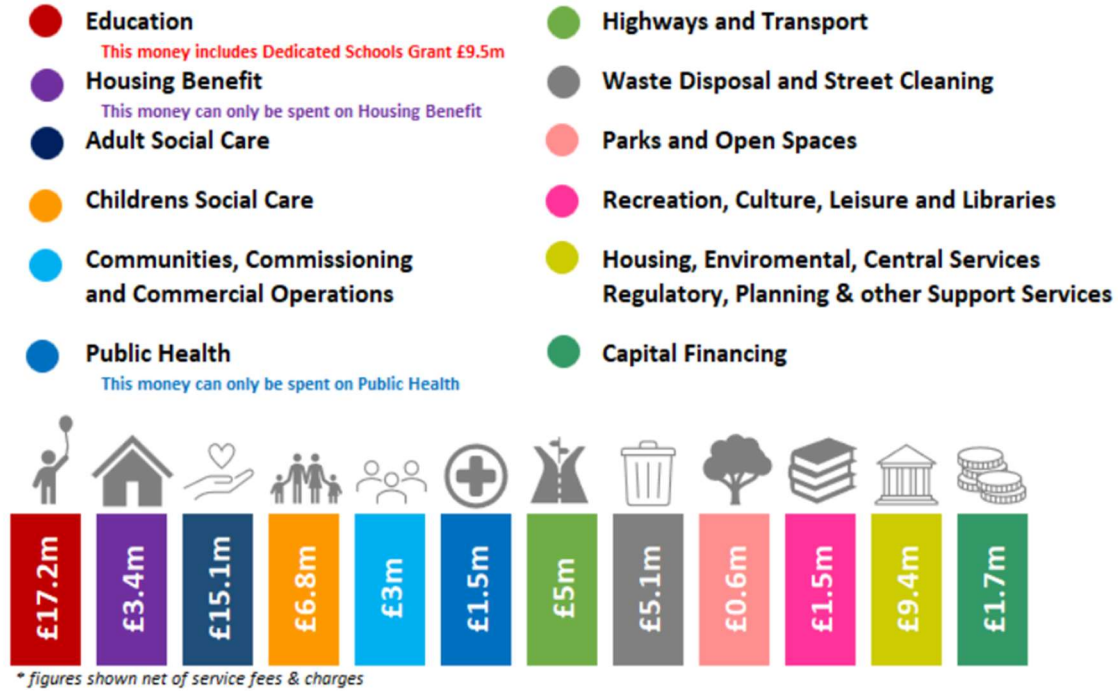 Education
This money includes Dedicated Schools Grant £9.5m
Housing Benefit
This money can only be spent on Housing Benefit
Adult Social Care
Childrens Social Care
Communities, Commissioning
and Commercial Operations
Public Health
This money can only be spent on Public Health
Highways and Transport
Waste Disposal and Street Cleaning
Parks and Open Spaces
Recreation, Culture, Leisure and Libraries
Housing, Enviromental, Central Services
Regulatory, Planning & other Support Services
Capital Financing
£17.2m
£3.4m
£15.1m
£6.8m
£3m
£1.5m
£5m
£5.1m
£0.6m
£1.5m
£9.4m
£1.7m
* figures shown net of service fees & charges